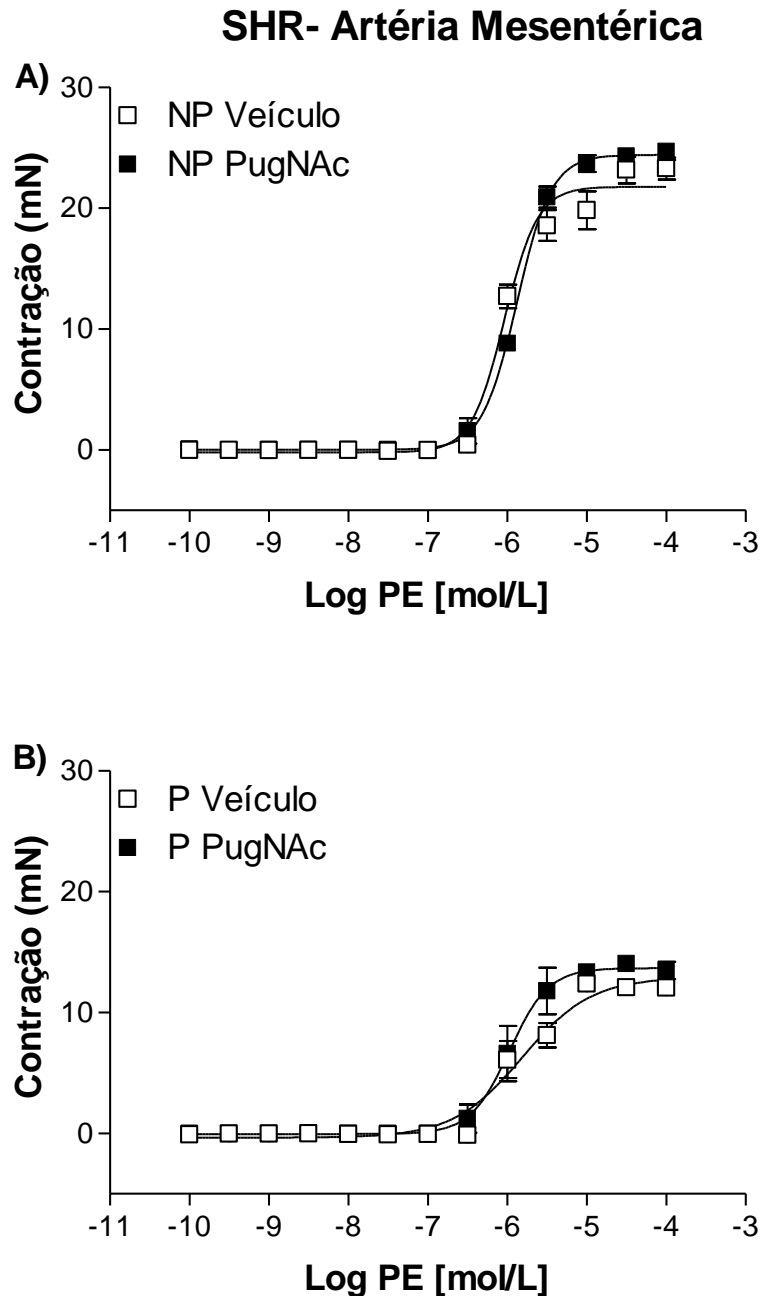 SHR- Artéria Mesentérica
A)
NP Veículo
NP PugNAc
Contração (mN)
30
20
10
0
-11 -10 -9 -8 -7 -6 -5 -4 -3
Log PE [mol/L]
B)
P Veículo
P PugNAc
Contração (mN)
30
20
10
0
-11 -10 -9 -8 -7 -6 -5 -4 -3
Log PE [mol/L]